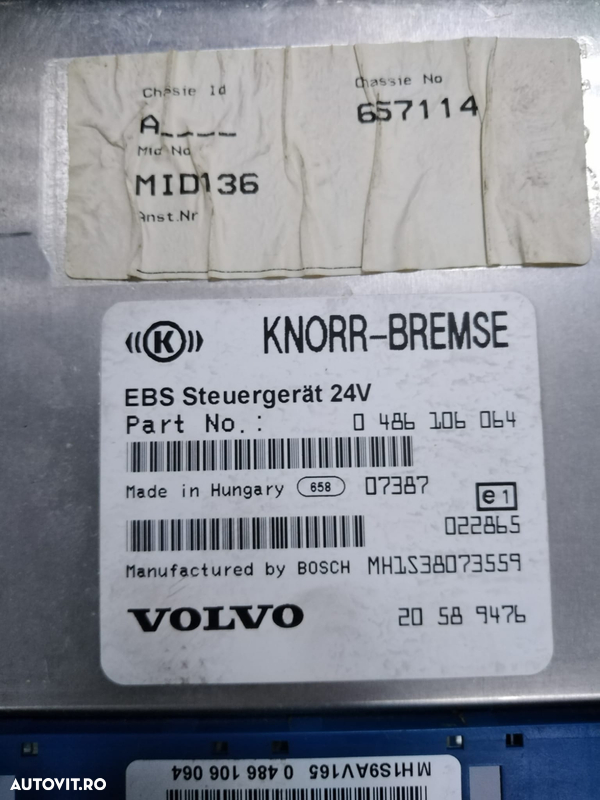 Chasie Id
Chassie No
A____
657114
Mid No
MID136
Anst.Nr
K
KNORR-BREMSE
EBS Steuergerät 24V
Part No.: 0 486 106 064
Made in Hungary 658 07387
e1
022865
Manufactured by BOSCH MH1S38073559
VOLVO 20 58 9476
MH1S9AV165 0 486 106 064
AUTOVIT.RO